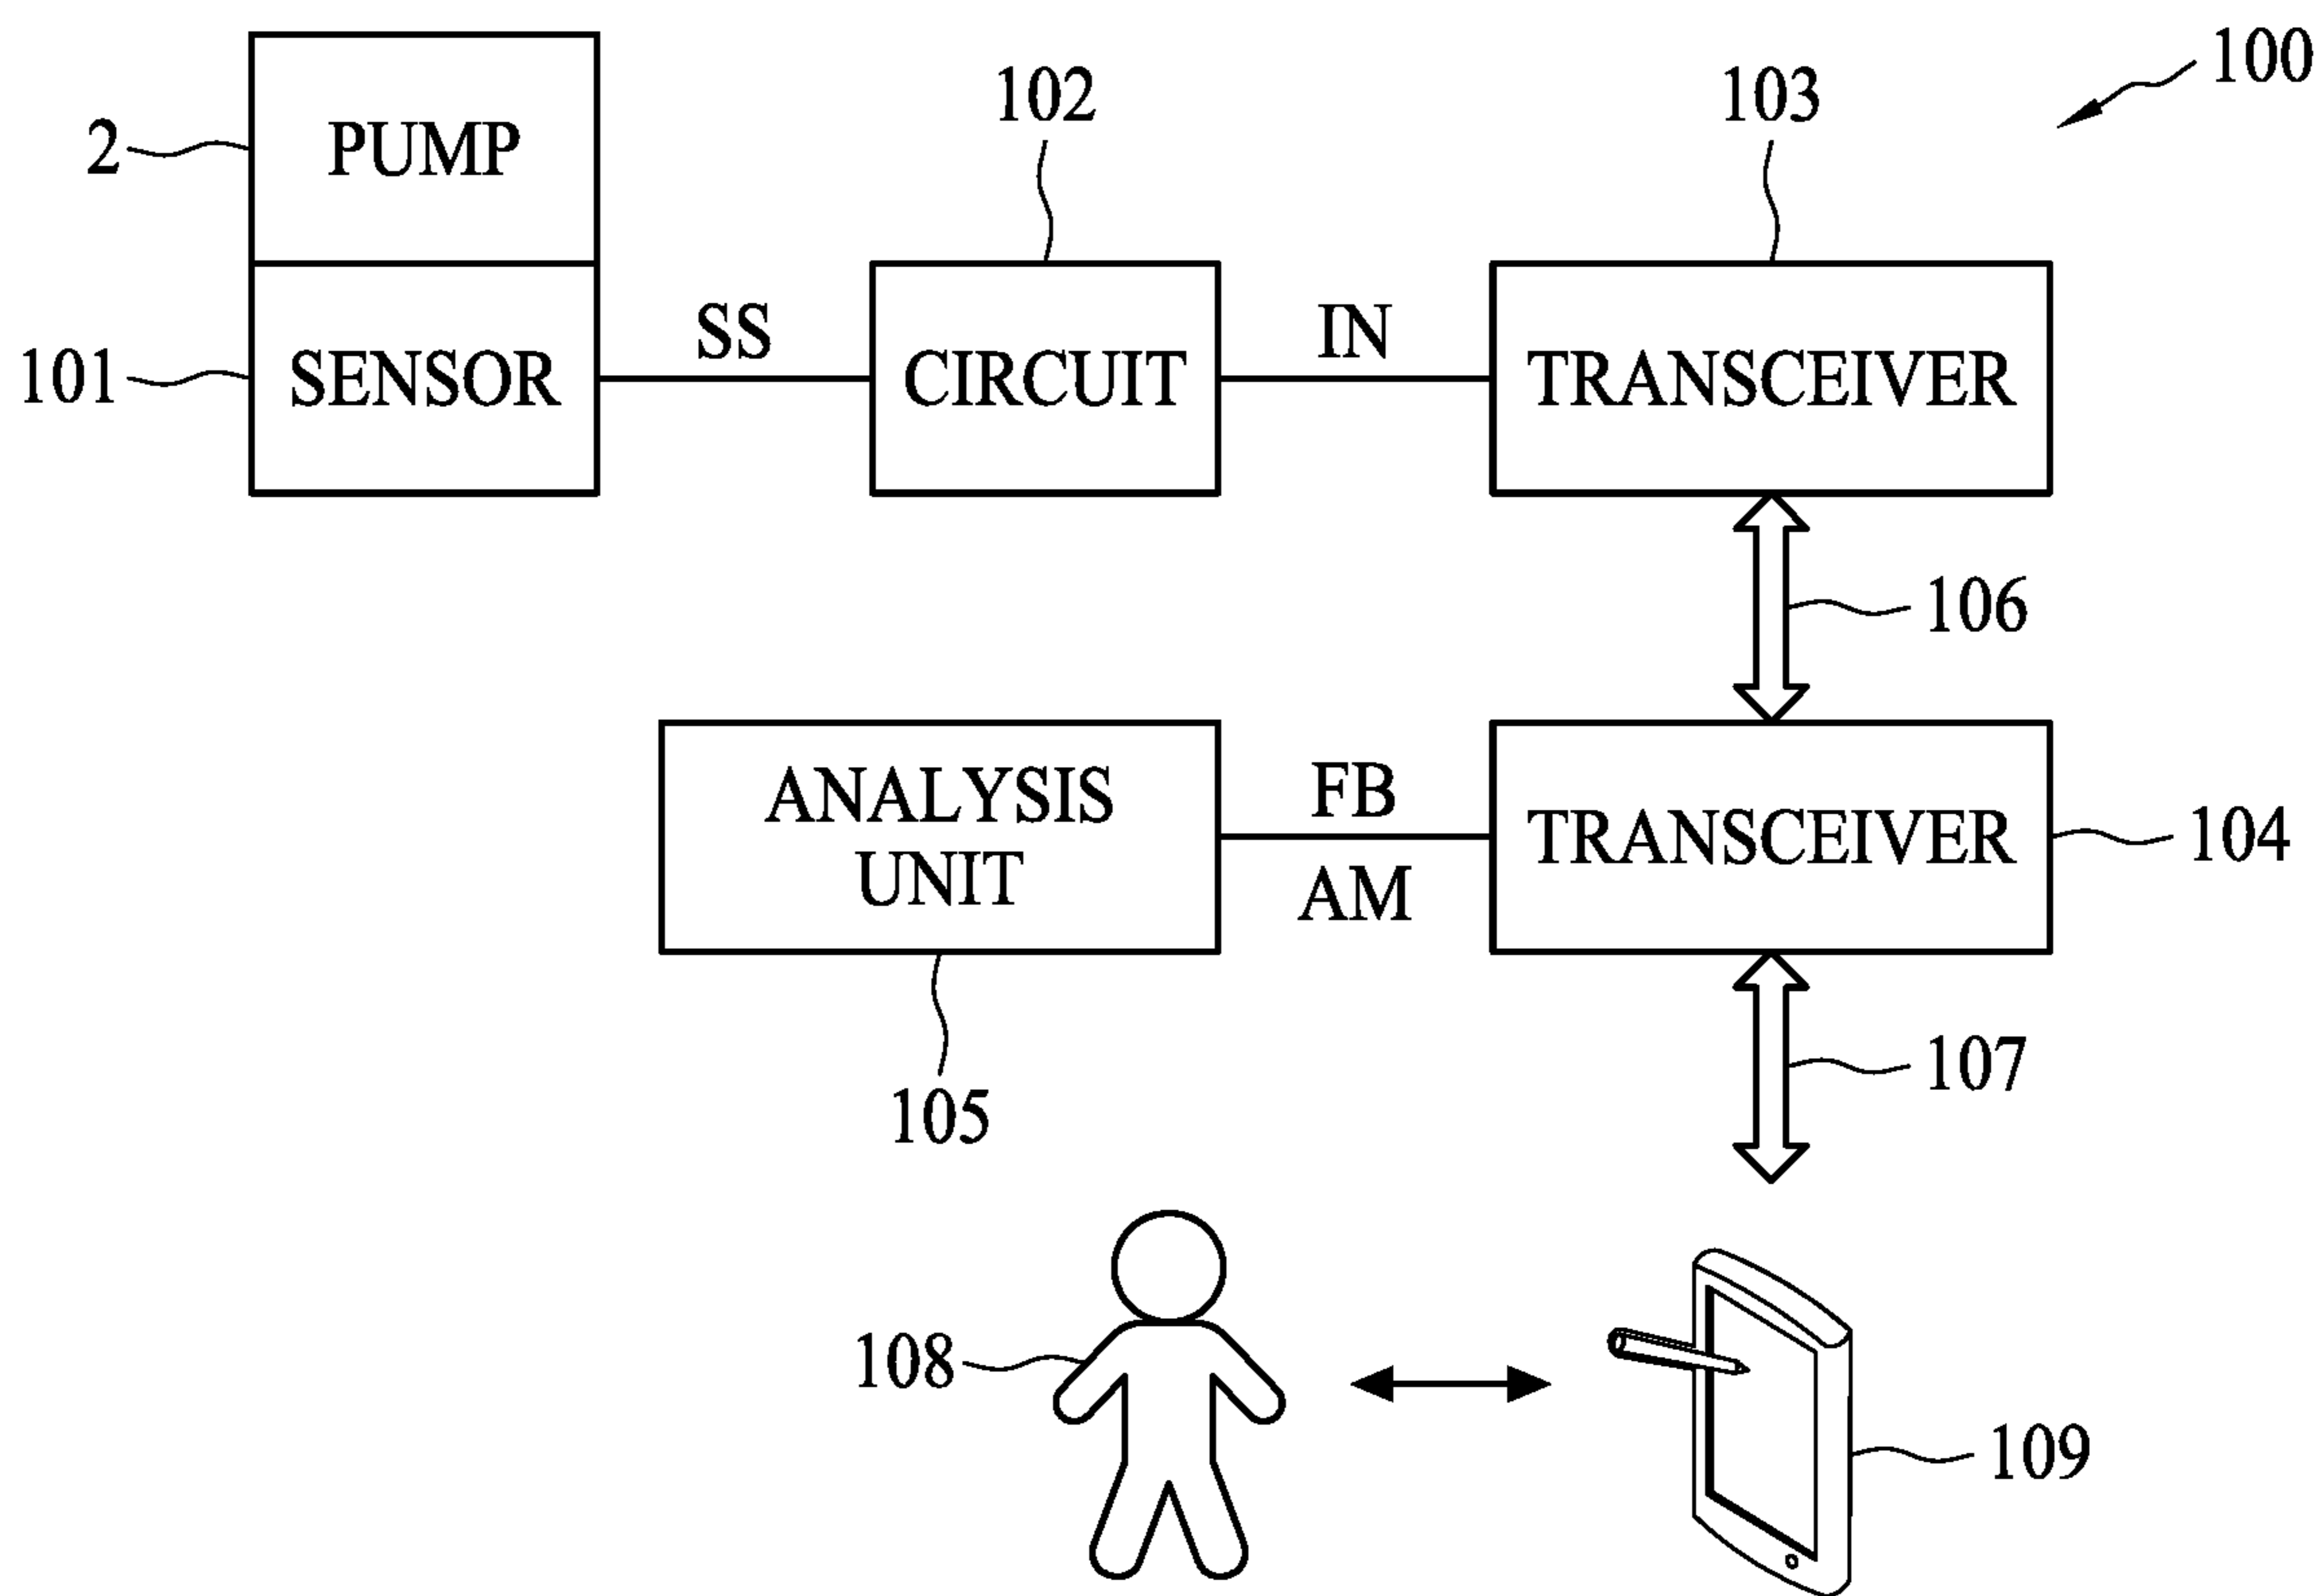 100
102
103
2
PUMP
101
SENSOR
SS
CIRCUIT
IN
TRANSCEIVER
106
ANALYSIS
UNIT
FB
AM
TRANSCEIVER
104
105
107
108
109